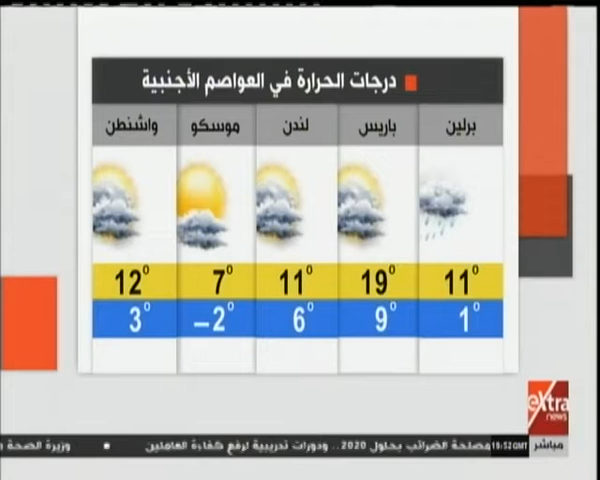 درجات الحرارة في العواصم الأجنبية
برلين باريس لندن موسكو واشنطن
11° 19° 11° 7° 12°
1° 9° 6° −2° 3°
eXtra
news
مباشر
15:52 GMT
مصلحة الضرائب بحلول 2020.. ودورات تدريبية لرفع كفاءة العاملين
وزيرة الصحة